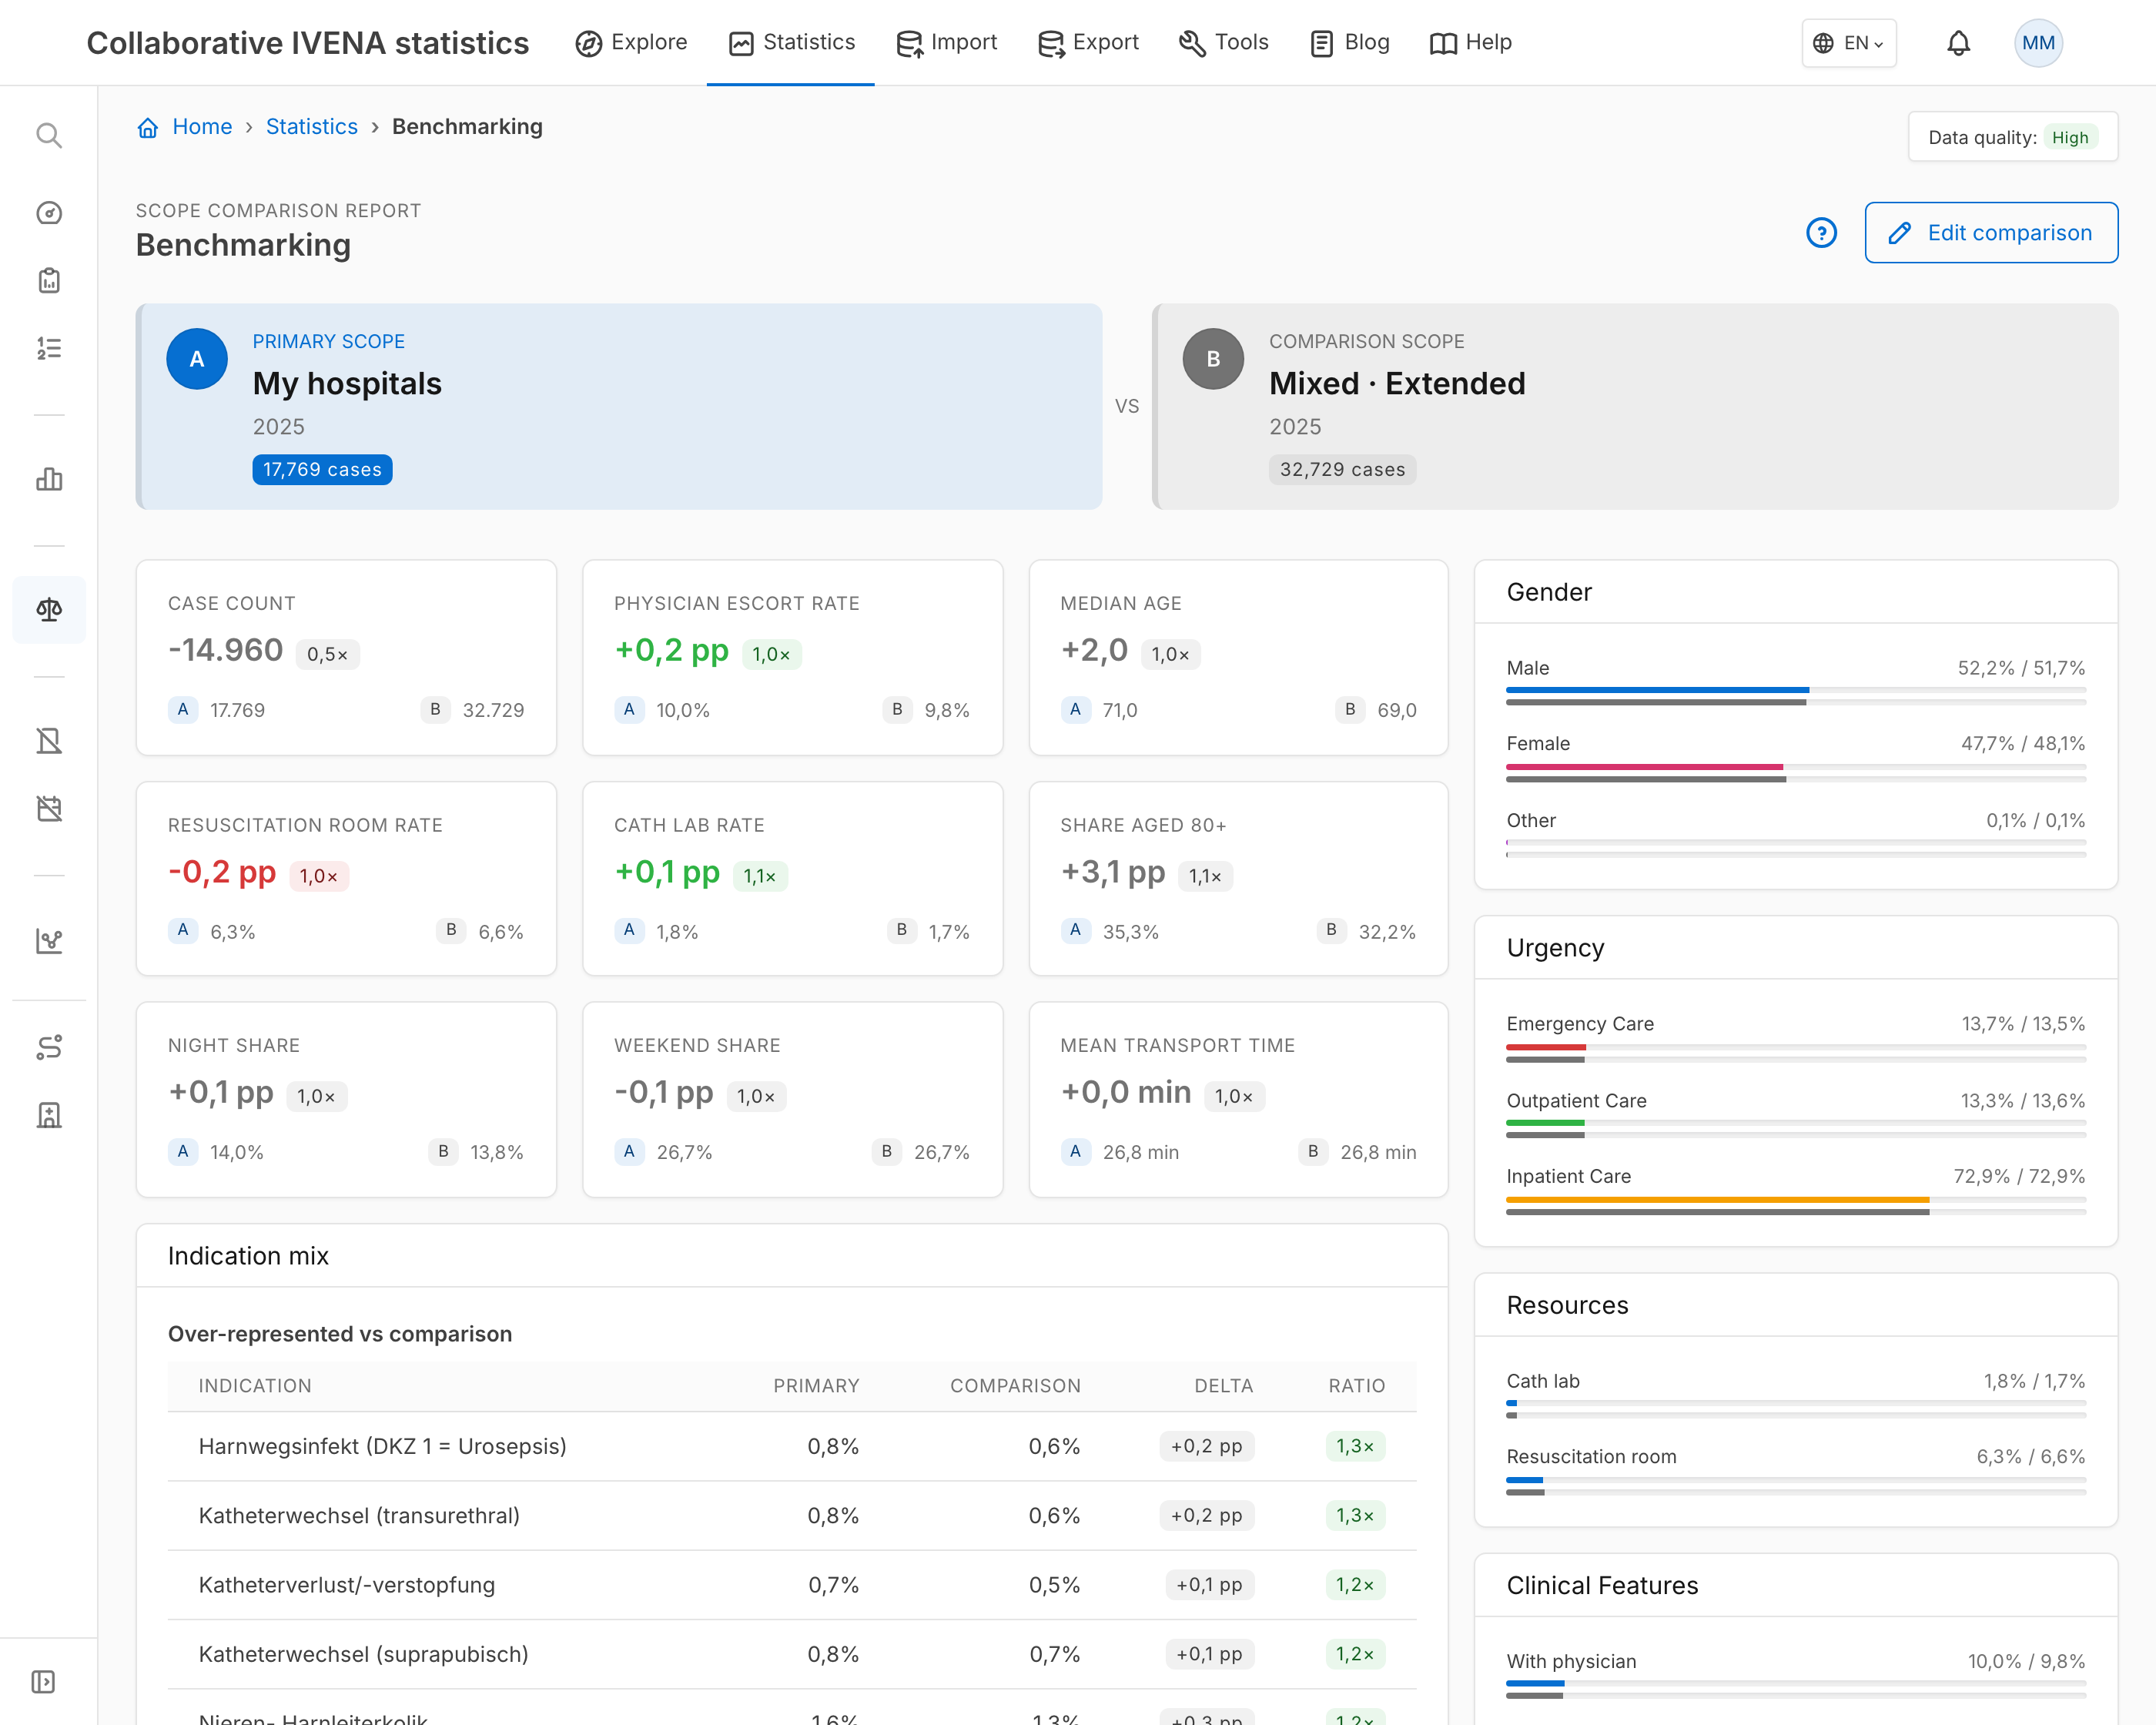 Collaborative IVENA statistics
Explore
Statistics
Import
Export
Tools
Blog
Help
EN
MM
Home › Statistics › Benchmarking
Data quality: High
SCOPE COMPARISON REPORT
Benchmarking
Edit comparison
A
PRIMARY SCOPE
My hospitals
2025
17,769 cases
VS
B
COMPARISON SCOPE
Mixed · Extended
2025
32,729 cases
CASE COUNT
-14.960 0,5×
A 17.769 B 32.729
PHYSICIAN ESCORT RATE
+0,2 pp 1,0×
A 10,0% B 9,8%
MEDIAN AGE
+2,0 1,0×
A 71,0 B 69,0
RESUSCITATION ROOM RATE
-0,2 pp 1,0×
A 6,3% B 6,6%
CATH LAB RATE
+0,1 pp 1,1×
A 1,8% B 1,7%
SHARE AGED 80+
+3,1 pp 1,1×
A 35,3% B 32,2%
NIGHT SHARE
+0,1 pp 1,0×
A 14,0% B 13,8%
WEEKEND SHARE
-0,1 pp 1,0×
A 26,7% B 26,7%
MEAN TRANSPORT TIME
+0,0 min 1,0×
A 26,8 min B 26,8 min
Indication mix
Over-represented vs comparison
INDICATION PRIMARY COMPARISON DELTA RATIO
Harnwegsinfekt (DKZ 1 = Urosepsis) 0,8% 0,6% +0,2 pp 1,3×
Katheterwechsel (transurethral) 0,8% 0,6% +0,2 pp 1,3×
Katheterverlust/-verstopfung 0,7% 0,5% +0,1 pp 1,2×
Katheterwechsel (suprapubisch) 0,8% 0,7% +0,1 pp 1,2×
Nieren- Harnleiterkolik 1,6% 1,3% +0,3 pp 1,2×
Gender
Male 52,2% / 51,7%
Female 47,7% / 48,1%
Other 0,1% / 0,1%
Urgency
Emergency Care 13,7% / 13,5%
Outpatient Care 13,3% / 13,6%
Inpatient Care 72,9% / 72,9%
Resources
Cath lab 1,8% / 1,7%
Resuscitation room 6,3% / 6,6%
Clinical Features
With physician 10,0% / 9,8%